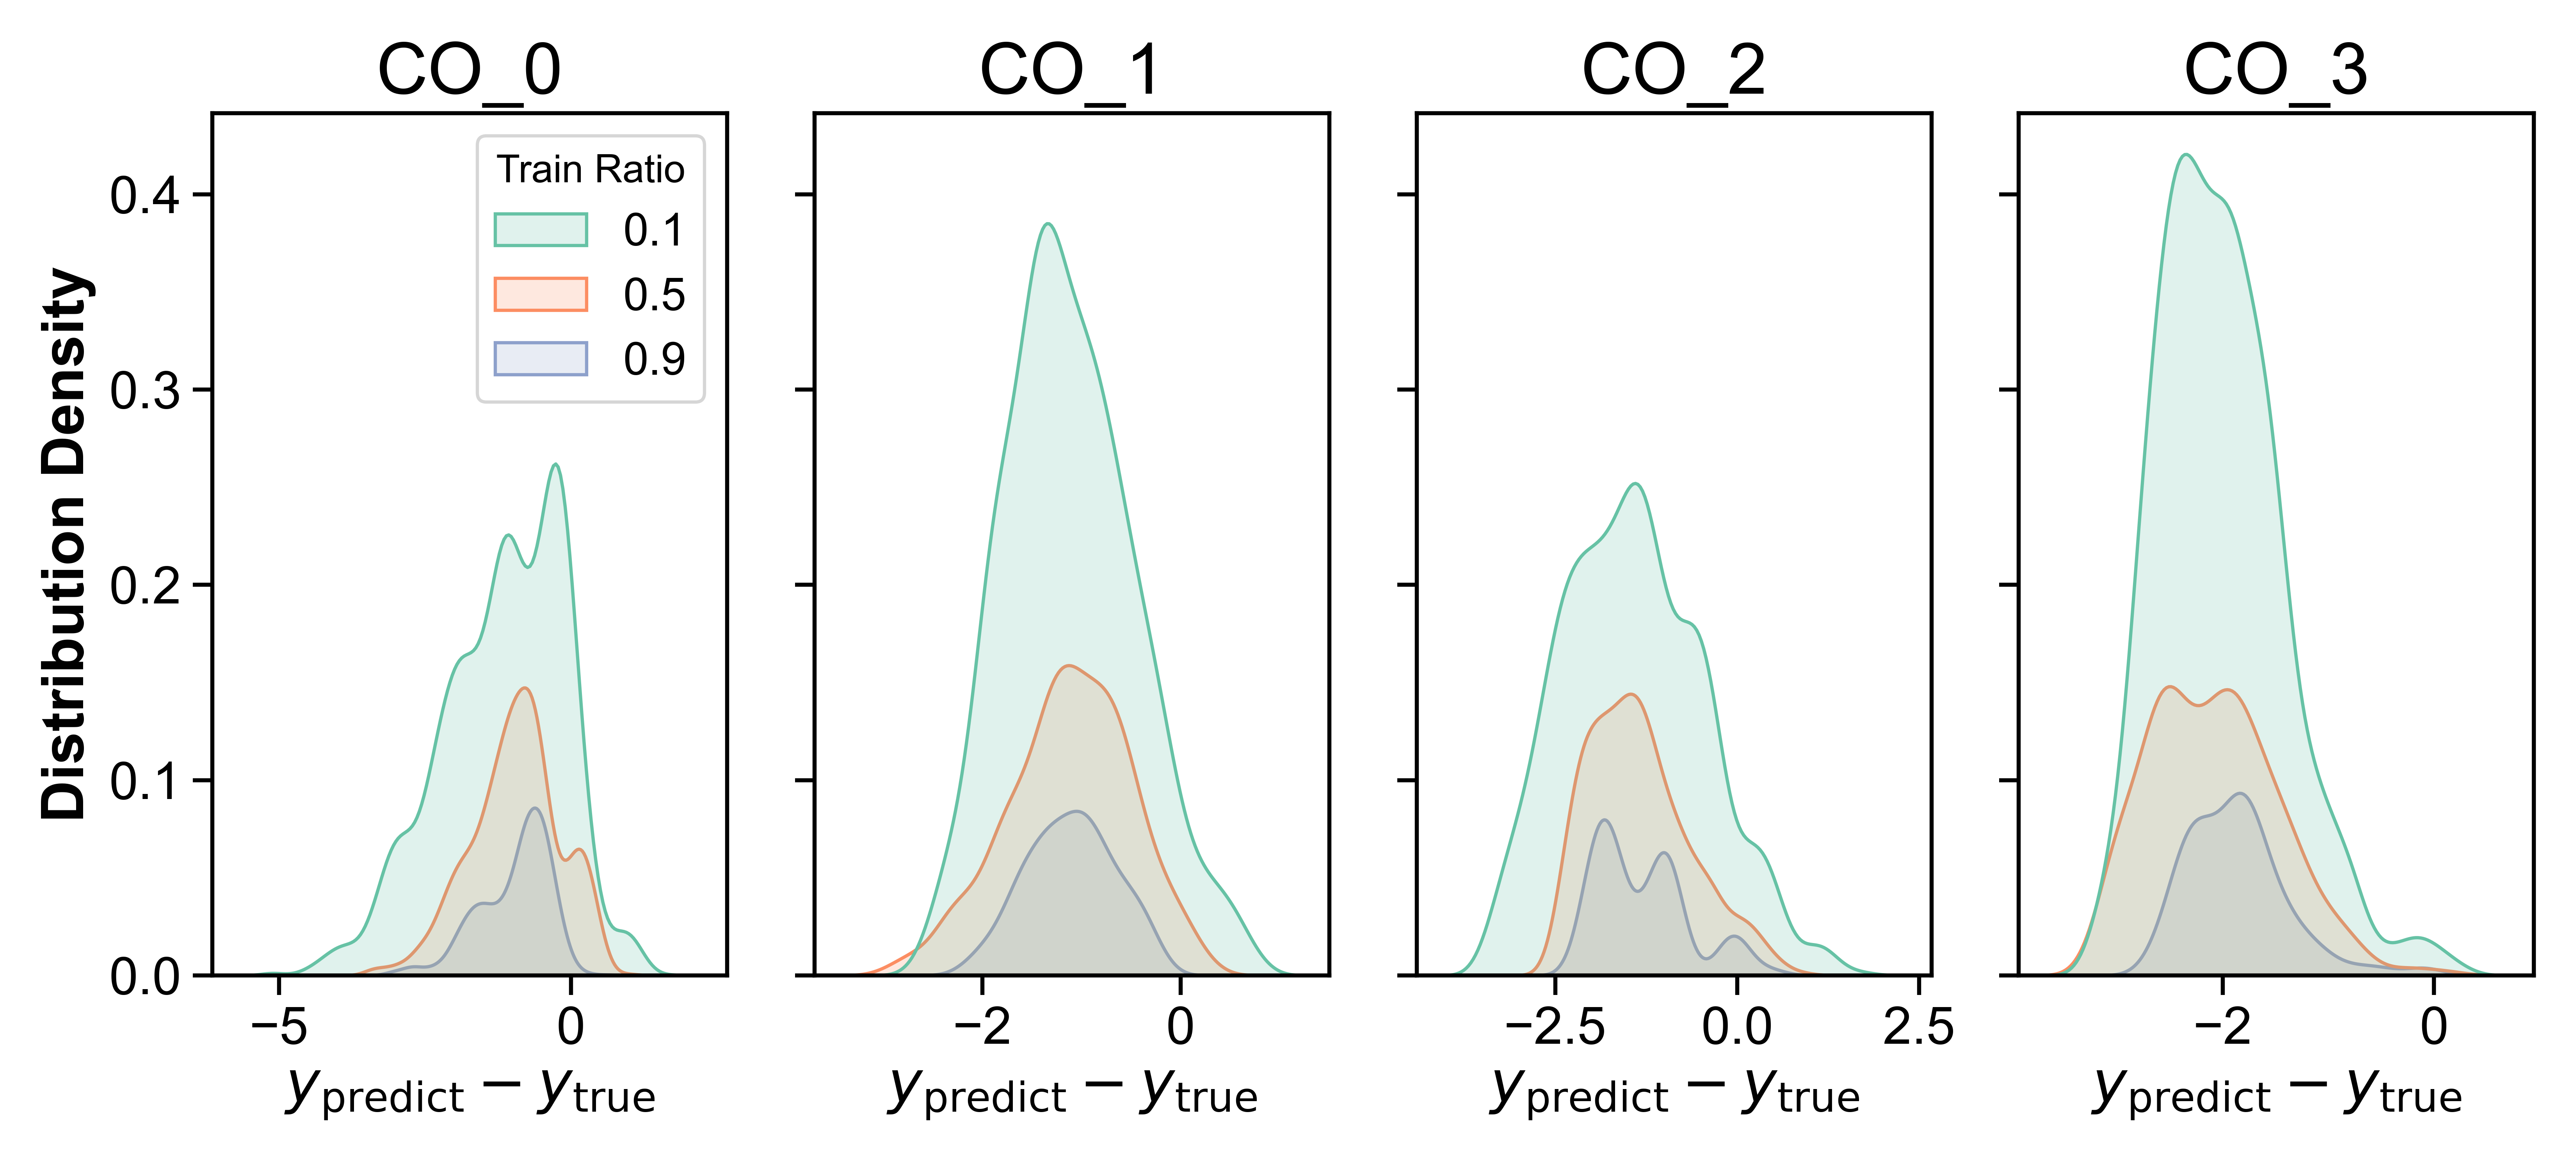 CO_0 CO_1 CO_2 CO_3
Train Ratio
0.1
0.5
0.9
Distribution Density
0.4
0.3
0.2
0.1
0.0
−5 0
−2 0
−2.5 0.0 2.5
−2 0
ypredict − ytrue
ypredict − ytrue
ypredict − ytrue
ypredict − ytrue